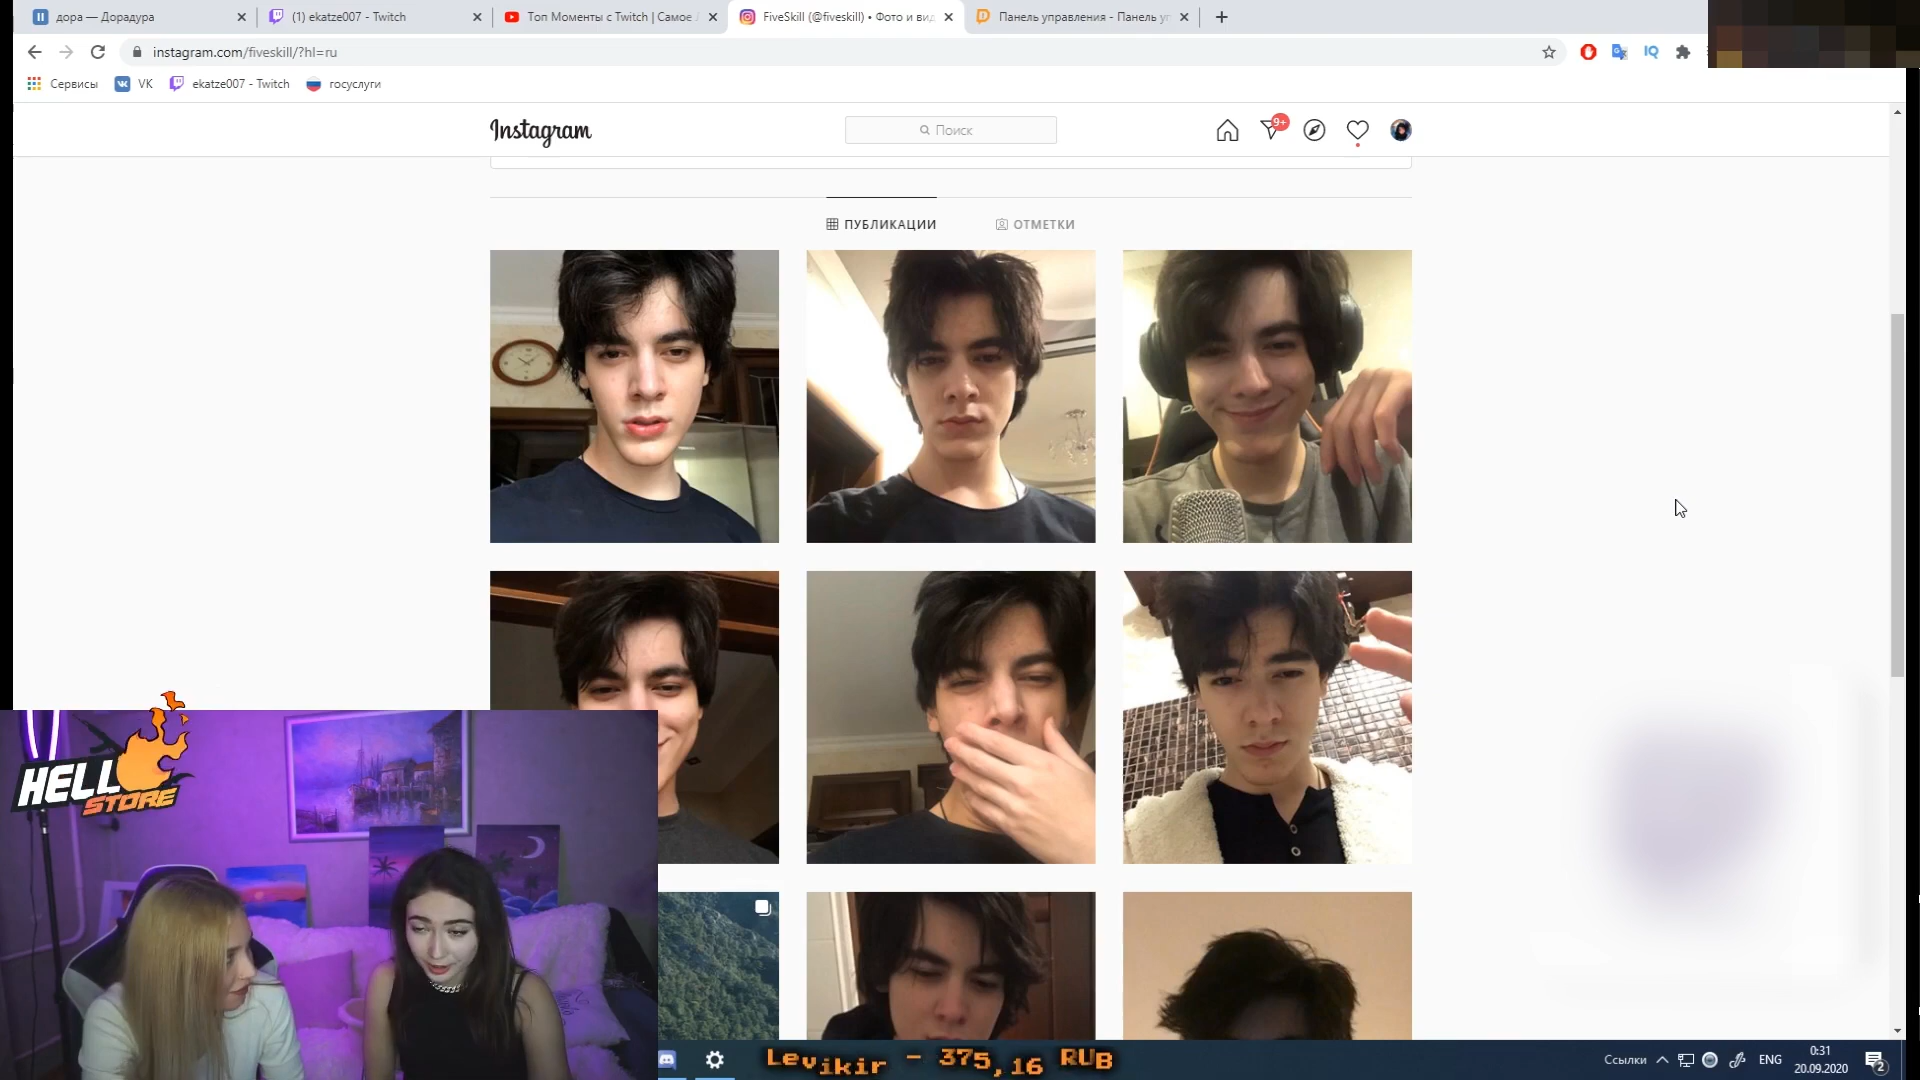 дора — Дорадура
(1) ekatze007 - Twitch
Топ Моменты с Twitch | Самое
FiveSkill (@fiveskill) • Фото и вид
Панель управления - Панель уп
instagram.com/fiveskill/?hl=ru
Сервисы
VK
ekatze007 - Twitch
госуслуги
Instagram
Поиск
9+
ПУБЛИКАЦИИ
ОТМЕТКИ
HELL
STORE
Levikir - 375,16 RUB
Ссылки
ENG
0:31
20.09.2020
2